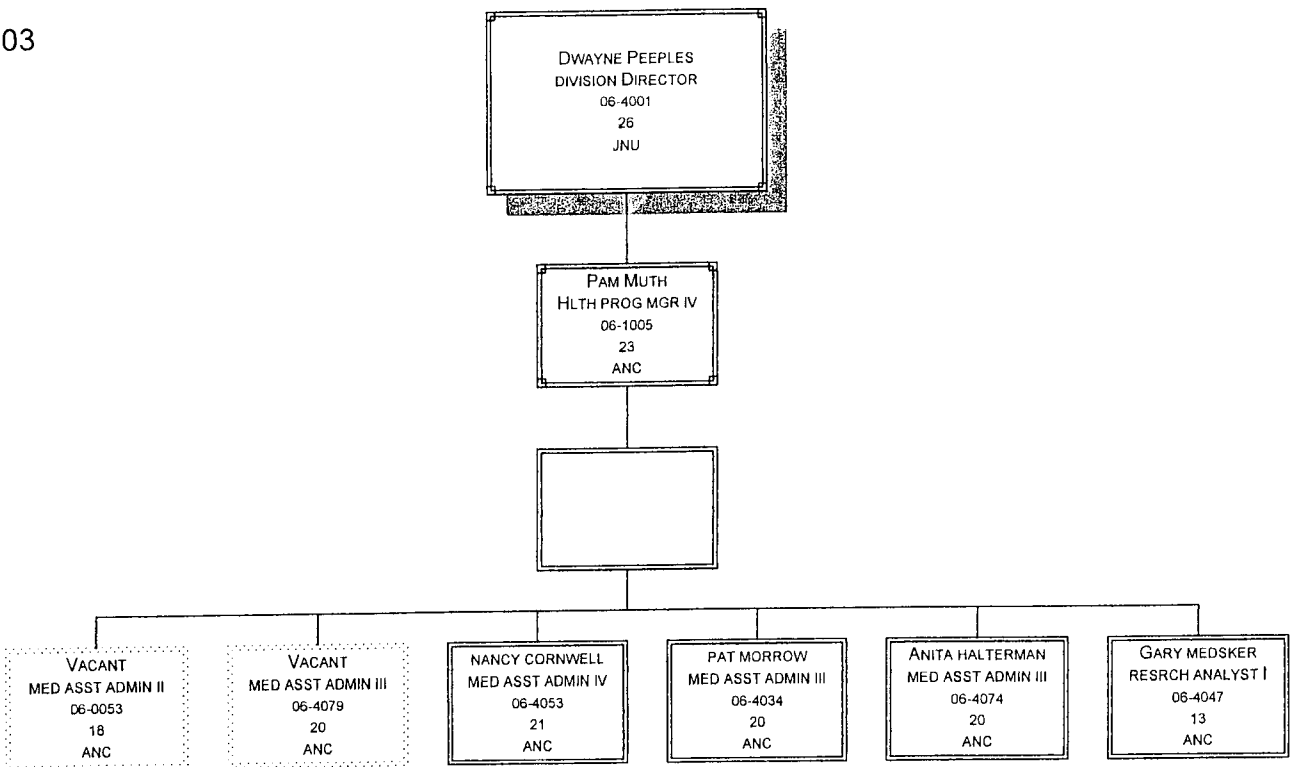 03
DWAYNE PEEPLES
DIVISION DIRECTOR
06-4001
26
JNU
PAM MUTH
HLTH PROG MGR IV
06-1005
23
ANC
VACANT
MED ASST ADMIN II
06-0053
18
ANC
VACANT
MED ASST ADMIN III
06-4079
20
ANC
NANCY CORNWELL
MED ASST ADMIN IV
06-4053
21
ANC
PAT MORROW
MED ASST ADMIN III
06-4034
20
ANC
ANITA HALTERMAN
MED ASST ADMIN III
06-4074
20
ANC
GARY MEDSKER
RESRCH ANALYST I
06-4047
13
ANC